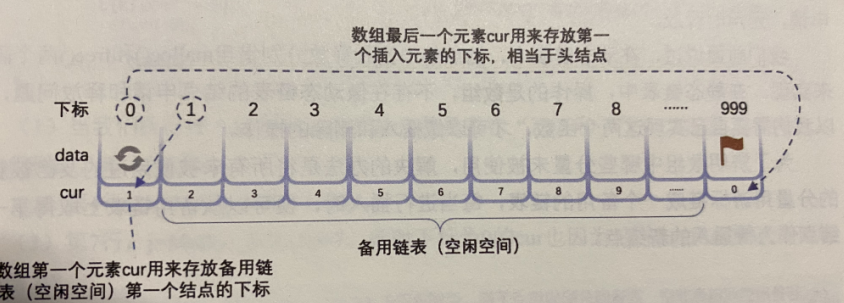 数组最后一个元素cur用来存放第一
个插入元素的下标，相当于头结点
下标 0 1 2 3 4 5 6 7 8 …… 999
data
cur 1 2 3 4 5 6 7 8 9 …… 0
备用链表（空闲空间）
数组第一个元素cur用来存放备用链
表（空闲空间）第一个结点的下标